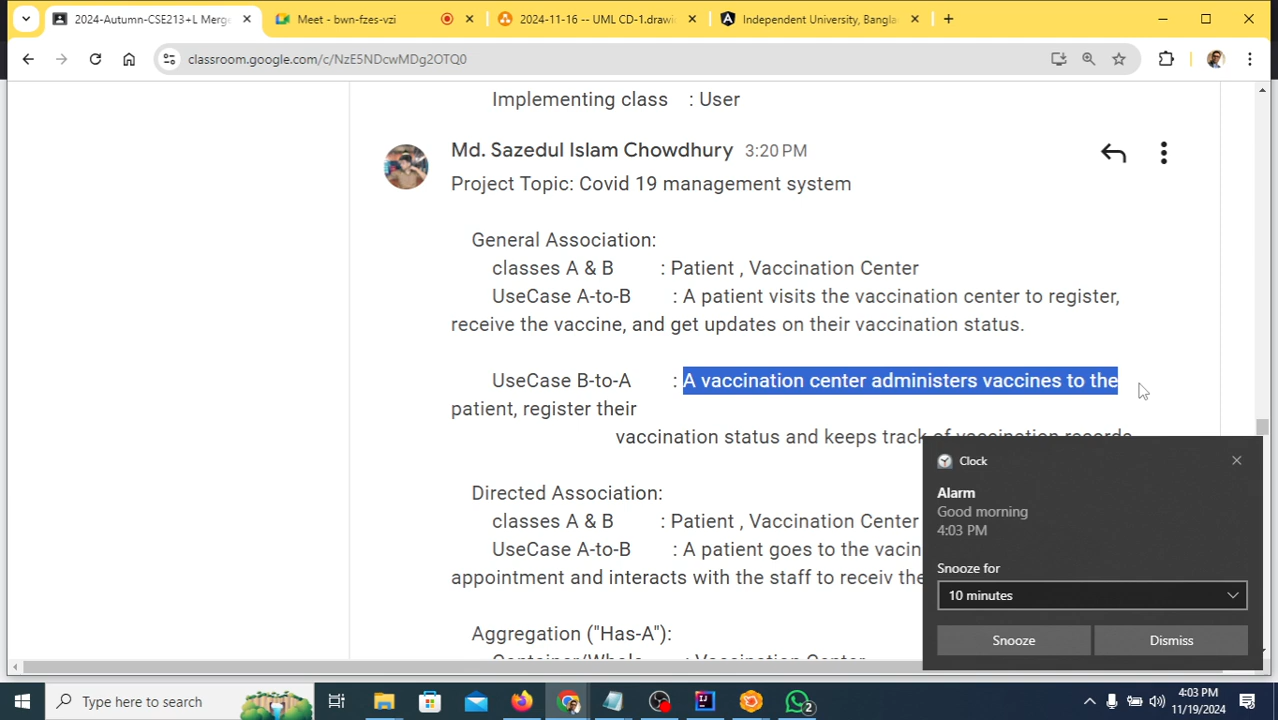 2024-Autumn-CSE213+L Merge
Meet - bwn-fzes-vzi
2024-11-16 -- UML CD-1.drawi
Independent University, Bangla
classroom.google.com/c/NzE5NDcwMDg2OTQ0
Implementing class : User
Md. Sazedul Islam Chowdhury 3:20 PM
Project Topic: Covid 19 management system
General Association:
classes A & B : Patient , Vaccination Center
UseCase A-to-B : A patient visits the vaccination center to register,
receive the vaccine, and get updates on their vaccination status.
UseCase B-to-A : A vaccination center administers vaccines to the
patient, register their
vaccination status and keeps track of vaccination records
Directed Association:
classes A & B : Patient , Vaccination Center
UseCase A-to-B : A patient goes to the vacin
appointment and interacts with the staff to receiv the
Aggregation ("Has-A"):
Container/Whole : Vaccination Center
Clock
Alarm
Good morning
4:03 PM
Snooze for
10 minutes
Snooze
Dismiss
Type here to search
2
4:03 PM
11/19/2024